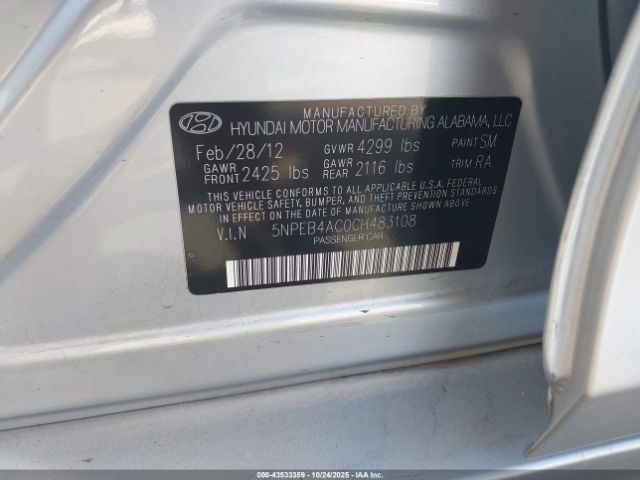 MANUFACTURED BY
HYUNDAI MOTOR MANUFACTURING ALABAMA, LLC
Feb/28/12 GVWR 4299 lbs PAINT SM
GAWR FRONT 2425 lbs GAWR REAR 2116 lbs TRIM RA
THIS VEHICLE CONFORMS TO ALL APPLICABLE U.S.A. FEDERAL
MOTOR VEHICLE SAFETY, BUMPER, AND THEFT PREVENTION STANDARDS
IN EFFECT ON THE DATE OF MANUFACTURE SHOWN ABOVE.
V.I.N 5NPEB4AC0CH483108
PASSENGER CAR
000-43533359 - 10/24/2025 - IAAI.COM